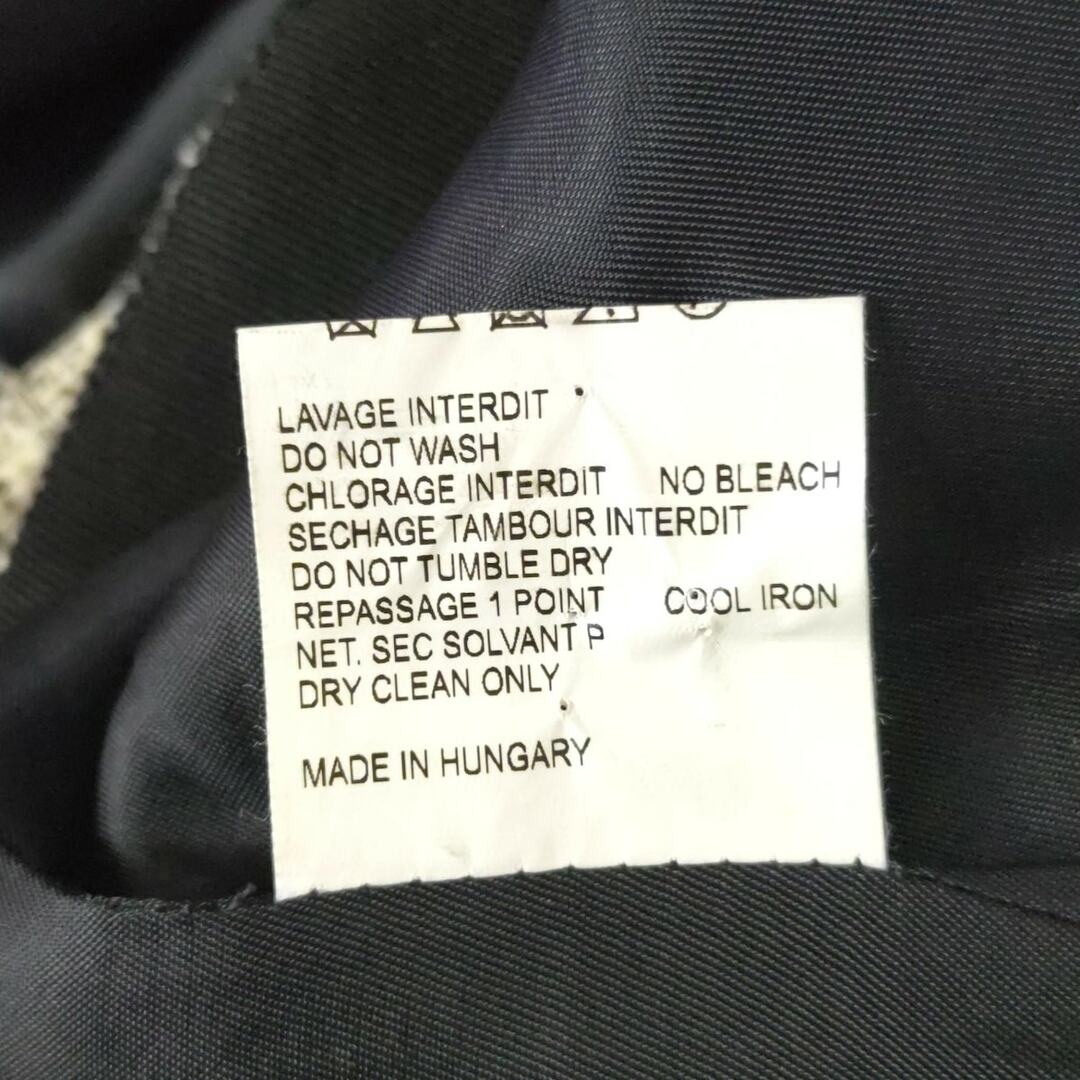 LAVAGE INTERDIT
DO NOT WASH
CHLORAGE INTERDIT NO BLEACH
SECHAGE TAMBOUR INTERDIT
DO NOT TUMBLE DRY
REPASSAGE 1 POINT COOL IRON
NET. SEC SOLVANT P
DRY CLEAN ONLY
MADE IN HUNGARY